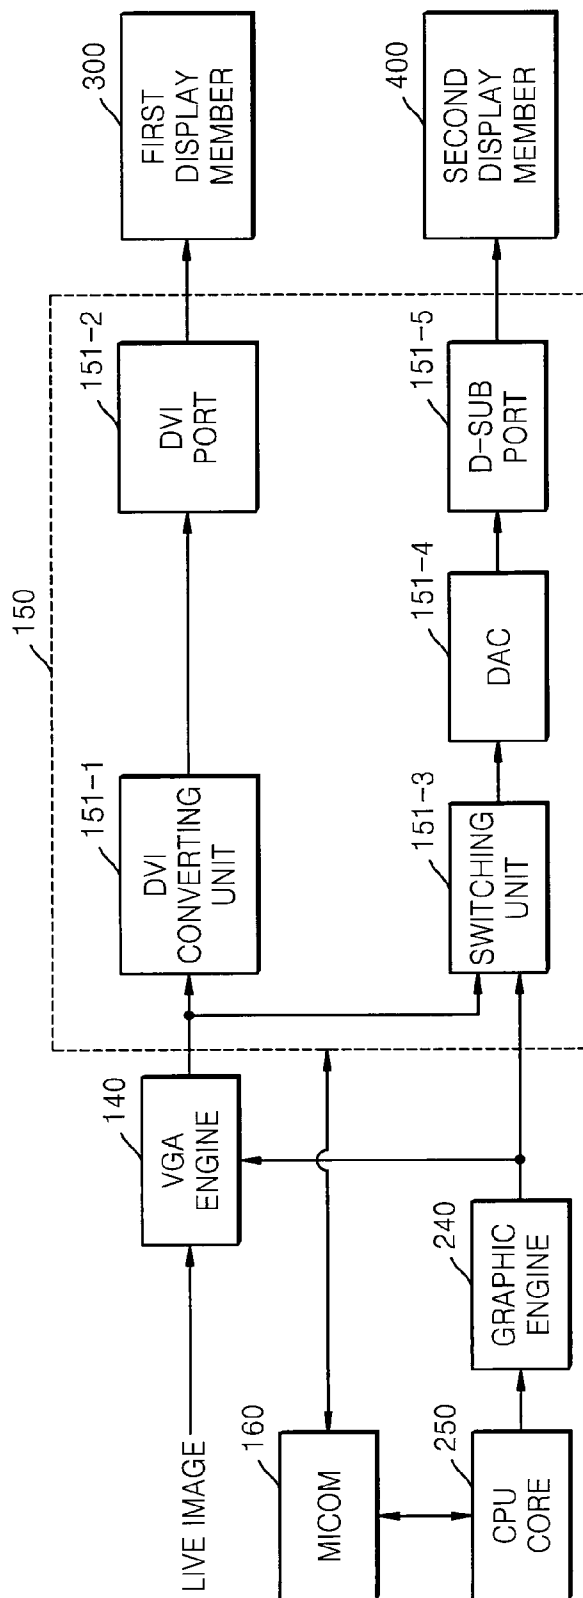 150
LIVE IMAGE
140
VGA
ENGINE
151-1
DVI
CONVERTING
UNIT
151-2
DVI
PORT
300
FIRST
DISPLAY
MEMBER
160
MICOM
250
CPU
CORE
240
GRAPHIC
ENGINE
151-3
SWITCHING
UNIT
151-4
DAC
151-5
D-SUB
PORT
400
SECOND
DISPLAY
MEMBER